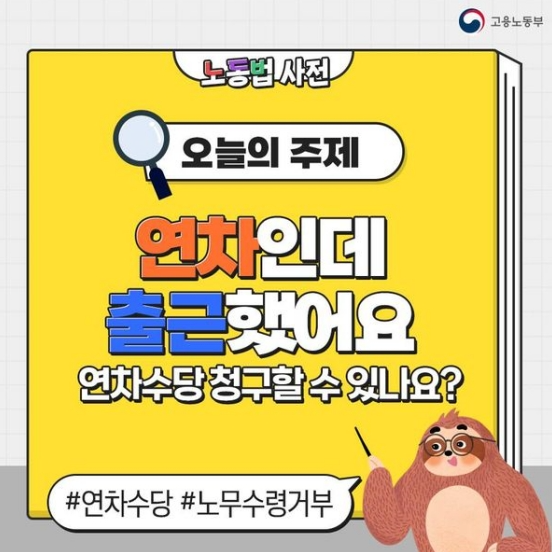 고용노동부
노동법 사전
오늘의 주제
연차인데
출근했어요
연차수당 청구할 수 있나요?
#연차수당 #노무수령거부